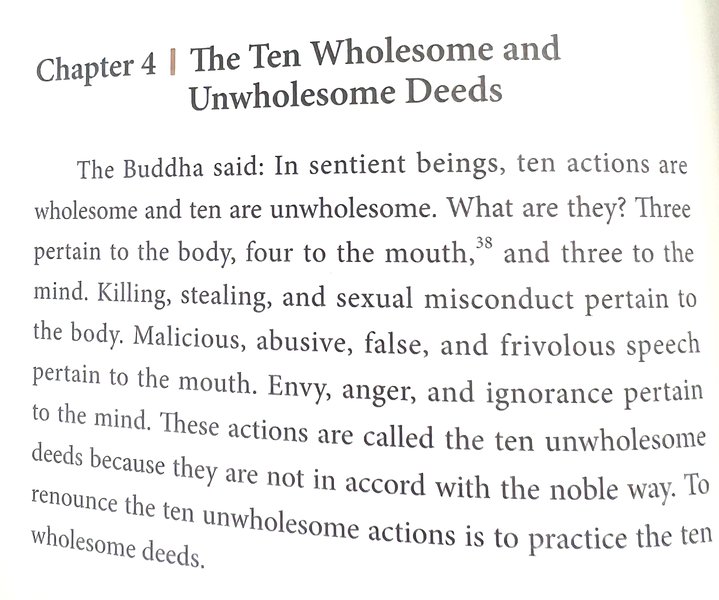 Chapter 4 | The Ten Wholesome and
Unwholesome Deeds
The Buddha said: In sentient beings, ten actions are
wholesome and ten are unwholesome. What are they? Three
pertain to the body, four to the mouth,³⁸ and three to the
mind. Killing, stealing, and sexual misconduct pertain to
the body. Malicious, abusive, false, and frivolous speech
pertain to the mouth. Envy, anger, and ignorance pertain
to the mind. These actions are called the ten unwholesome
deeds because they are not in accord with the noble way. To
renounce the ten unwholesome actions is to practice the ten
wholesome deeds.